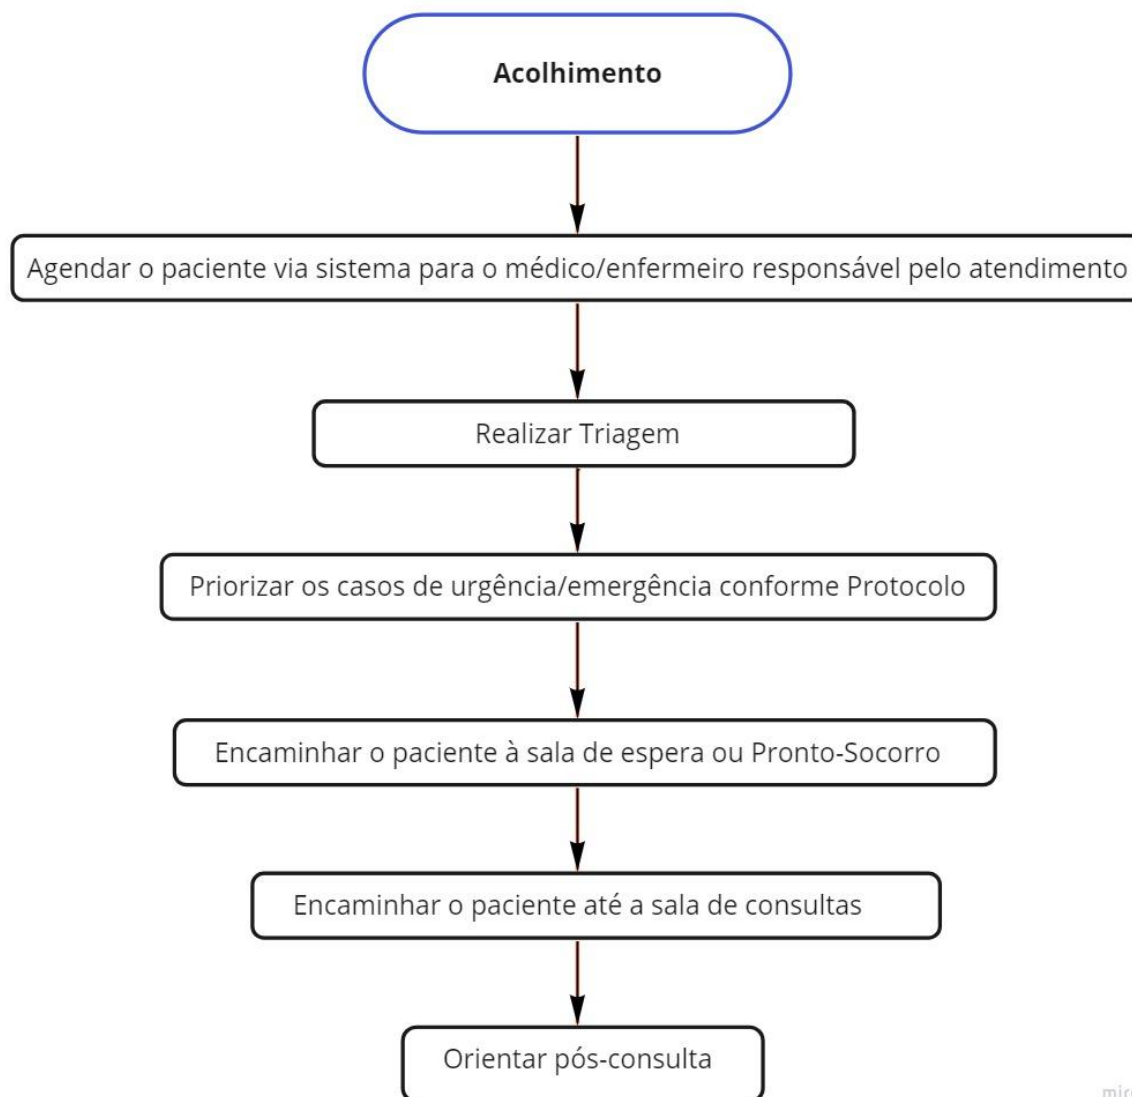 Acolhimento
Agendar o paciente via sistema para o médico/enfermeiro responsável pelo atendimento
Realizar Triagem
Priorizar os casos de urgência/emergência conforme Protocolo
Encaminhar o paciente à sala de espera ou Pronto-Socorro
Encaminhar o paciente até a sala de consultas
Orientar pós-consulta